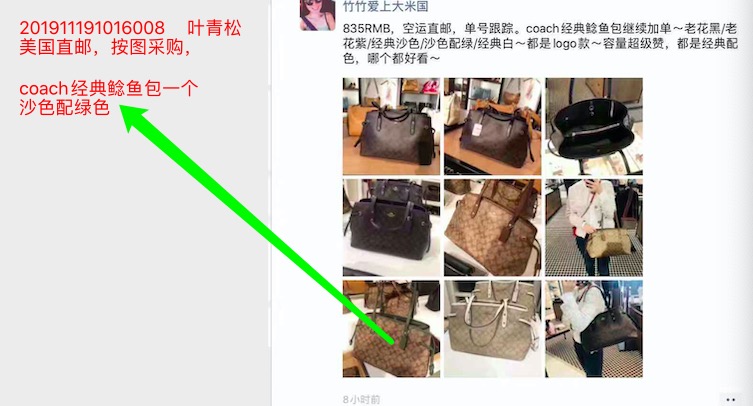 201911191016008 叶青松
美国直邮，按图采购，
coach经典鲶鱼包一个
沙色配绿色
竹竹爱上大米国
835RMB，空运直邮，单号跟踪。coach经典鲶鱼包继续加单～老花黑/老
花紫/经典沙色/沙色配绿/经典白～都是logo款～容量超级赞，都是经典配
色，哪个都好看～
8小时前